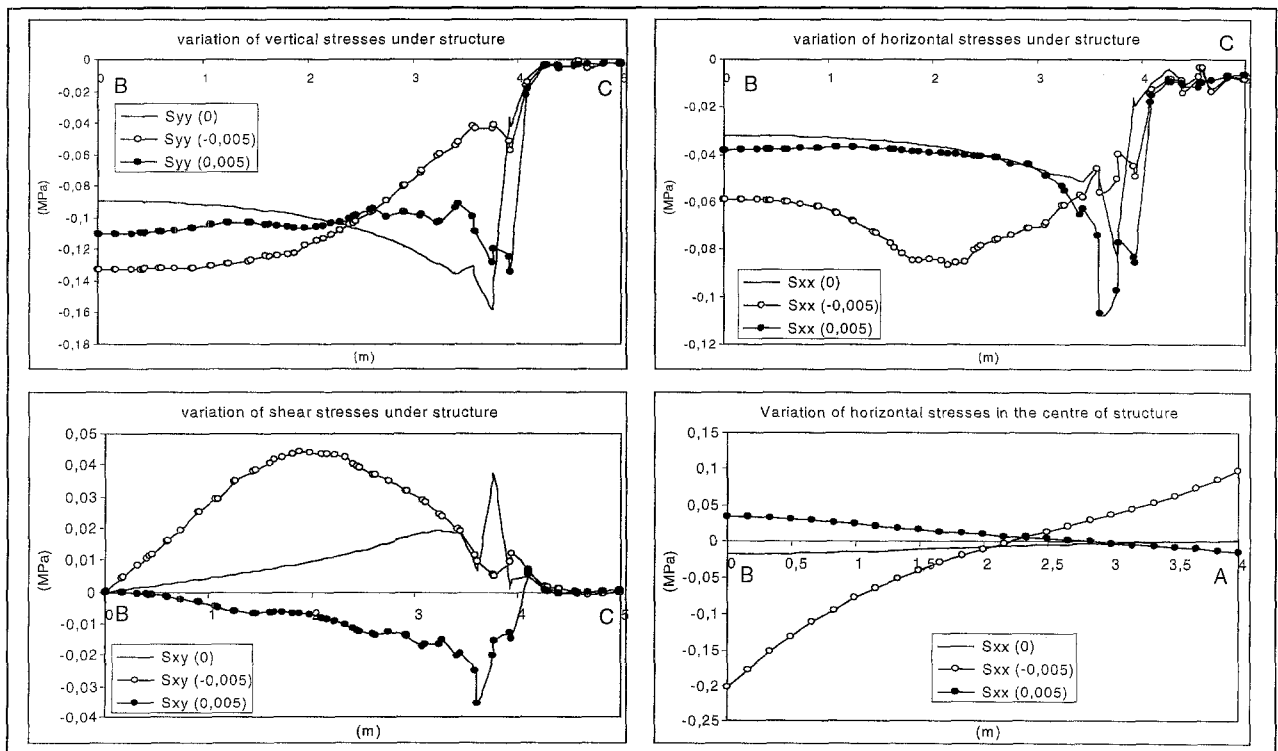 variation of vertical stresses under structure
0
-0,02
-0,04
-0,06
-0,08
-0,1
-0,12
-0,14
-0,16
-0,18
(MPa)
0
1
2
3
4
5
B
C
Syy (0)
Syy (-0,005)
Syy (0,005)
(m)
variation of horizontal stresses under structure
C
0
-0,02
-0,04
-0,06
-0,08
-0,1
-0,12
(MPa)
0
1
2
3
4
5
B
Sxx (0)
Sxx (-0,005)
Sxx (0,005)
(m)
variation of shear stresses under structure
0,05
0,04
0,03
0,02
0,01
0
-0,01
-0,02
-0,03
-0,04
(MPa)
0
1
2
3
4
5
B
C
Sxy (0)
Sxy (-0,005)
Sxy (0,005)
(m)
Variation of horizontal stresses in the centre of structure
0,15
0,1
0,05
0
-0,05
-0,1
-0,15
-0,2
-0,25
(MPa)
0
0,5
1
1,5
2
2,5
3
3,5
4
B
A
Sxx (0)
Sxx (-0,005)
Sxx (0,005)
(m)